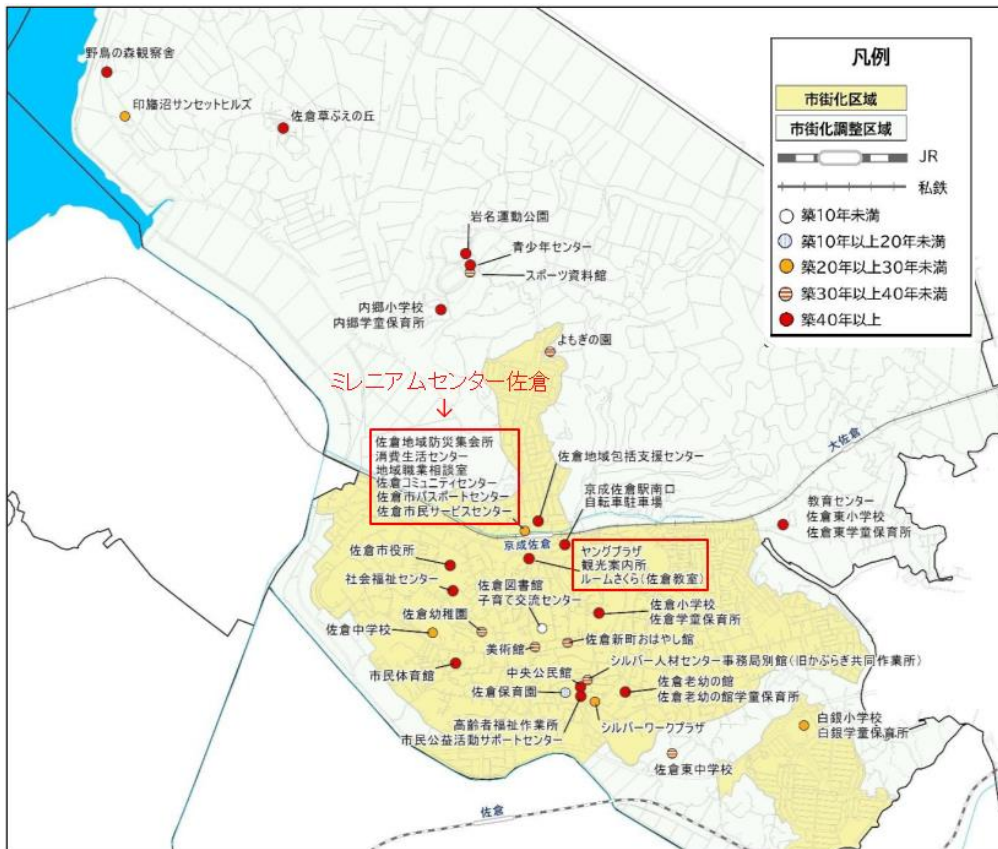 野鳥の森観察舎
印旛沼サンセットヒルズ
佐倉草ぶえの丘
凡例
市街化区域
市街化調整区域
JR
私鉄
築10年未満
築10年以上20年未満
築20年以上30年未満
築30年以上40年未満
築40年以上
岩名運動公園
青少年センター
スポーツ資料館
内郷小学校
内郷学童保育所
よもぎの園
ミレニアムセンター佐倉
↓
佐倉地域防災集会所
消費生活センター
地域職業相談室
佐倉コミュニティセンター
佐倉市パスポートセンター
佐倉市民サービスセンター
佐倉地域包括支援センター
大佐倉
京成佐倉駅南口
自転車駐車場
教育センター
佐倉東小学校
佐倉東学童保育所
京成佐倉
ヤングプラザ
観光案内所
ルームさくら(佐倉教室)
佐倉市役所
社会福祉センター
佐倉図書館
子育て交流センター
佐倉小学校
佐倉学童保育所
佐倉幼稚園
佐倉中学校
美術館
佐倉新町おはやし館
市民体育館
シルバー人材センター事務局別館(旧かぶらぎ共同作業所)
中央公民館
佐倉保育園
佐倉老幼の館
佐倉老幼の館学童保育所
高齢者福祉作業所
市民公益活動サポートセンター
シルバーワークプラザ
白銀小学校
白銀学童保育所
佐倉東中学校
佐倉